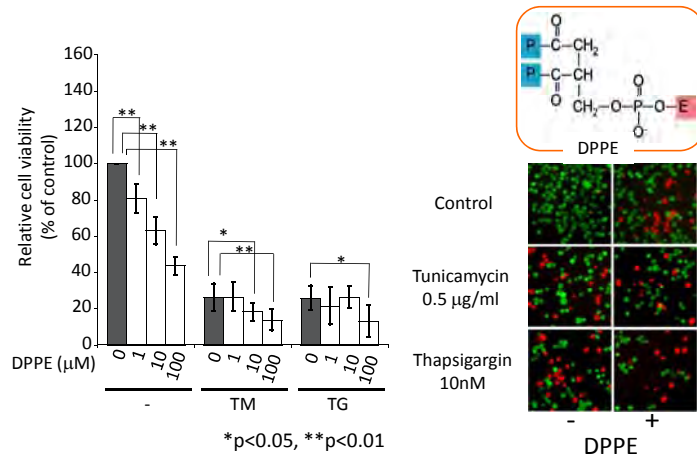 Relative cell viability
(% of control)
160
140
120
100
80
60
40
20
0
**
**
**
*
**
*
DPPE (μM)
0 1 10 100
0 1 10 100
0 1 10 100
-
TM
TG
*p<0.05, **p<0.01
P
C
O
CH2
P
C
O
CH
CH2
O
P
O
O
O-
E
DPPE
Control
Tunicamycin
0.5 μg/ml
Thapsigargin
10nM
-
+
DPPE